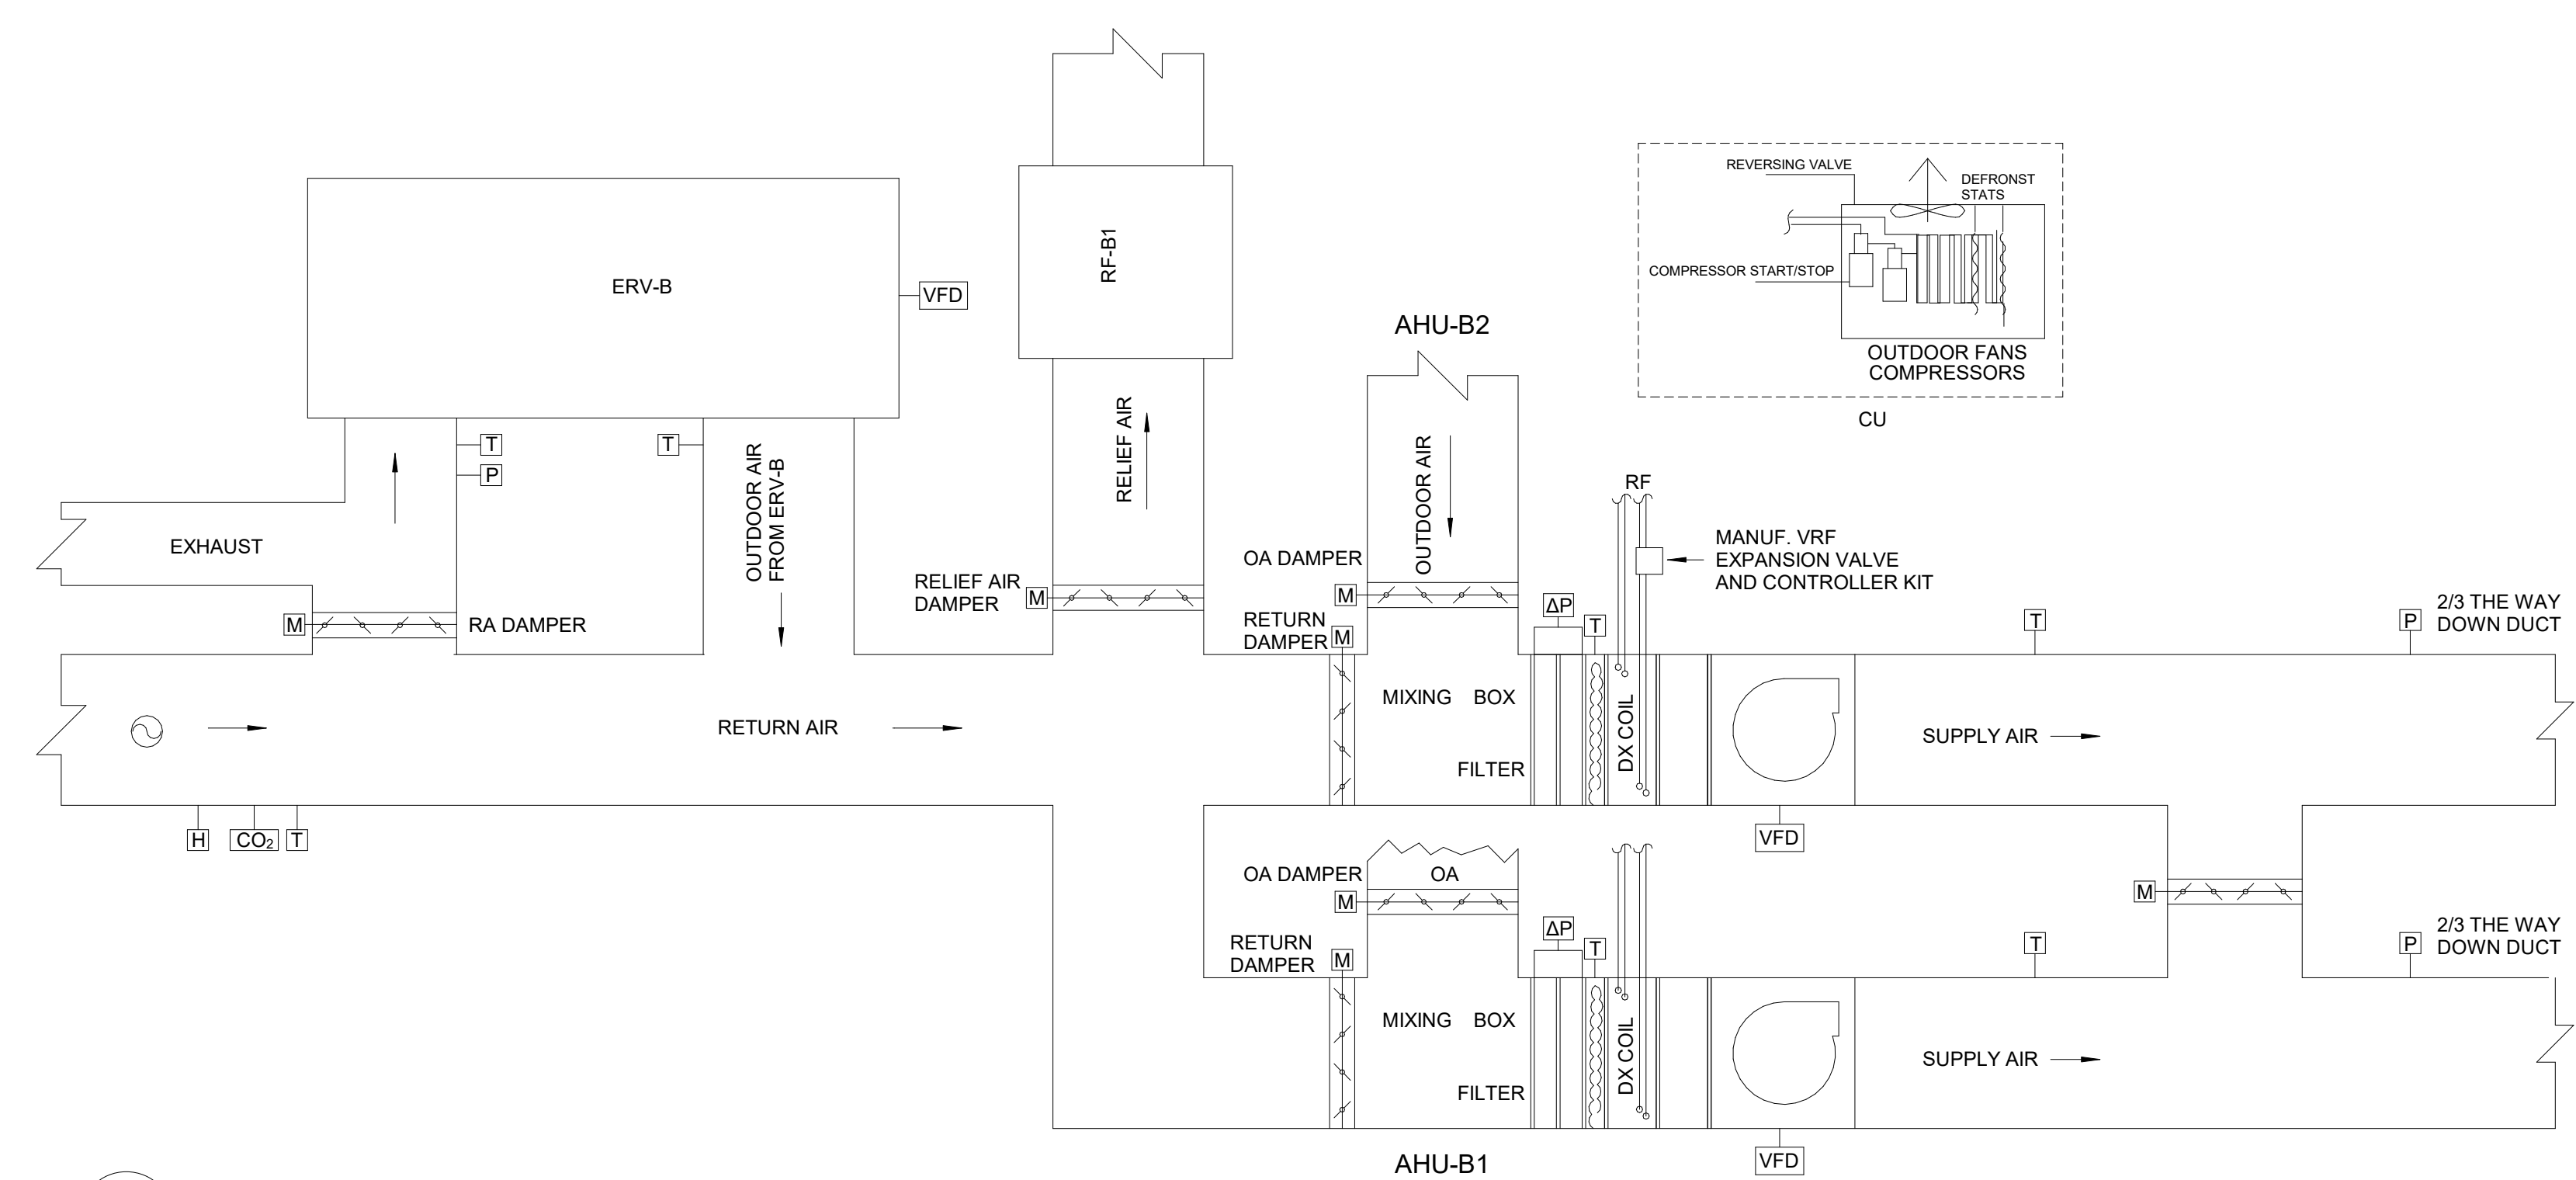 REVERSING VALVE
DEFRONST
STATS
COMPRESSOR START/STOP
OUTDOOR FANS
COMPRESSORS
CU
ERV-B
VFD
RF-B1
AHU-B2
T
P
T
OUTDOOR AIR
FROM ERV-B
RELIEF AIR
OUTDOOR AIR
RF
MANUF. VRF
EXPANSION VALVE
AND CONTROLLER KIT
EXHAUST
M
RA DAMPER
RELIEF AIR
DAMPER
M
OA DAMPER
M
RETURN
DAMPER
M
ΔP
T
T
P
2/3 THE WAY
DOWN DUCT
RETURN AIR
MIXING BOX
FILTER
DX COIL
SUPPLY AIR
H
CO₂
T
VFD
OA DAMPER
OA
M
RETURN
DAMPER
M
ΔP
T
M
T
P
2/3 THE WAY
DOWN DUCT
MIXING BOX
FILTER
DX COIL
SUPPLY AIR
AHU-B1
VFD